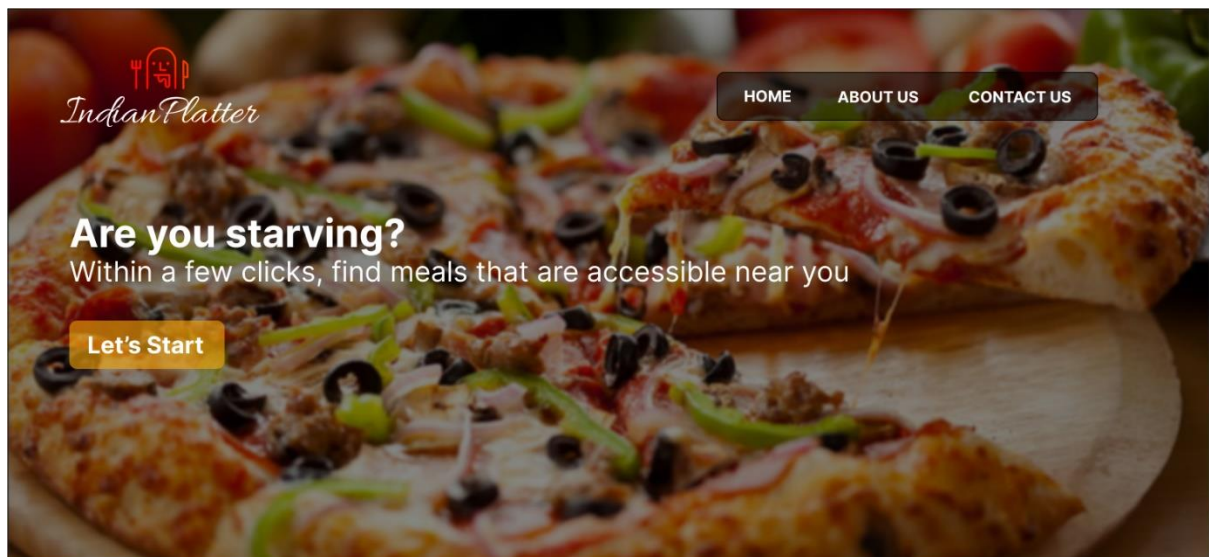 IndianPlatter
HOME ABOUT US CONTACT US
Are you starving?
Within a few clicks, find meals that are accessible near you
Let's Start